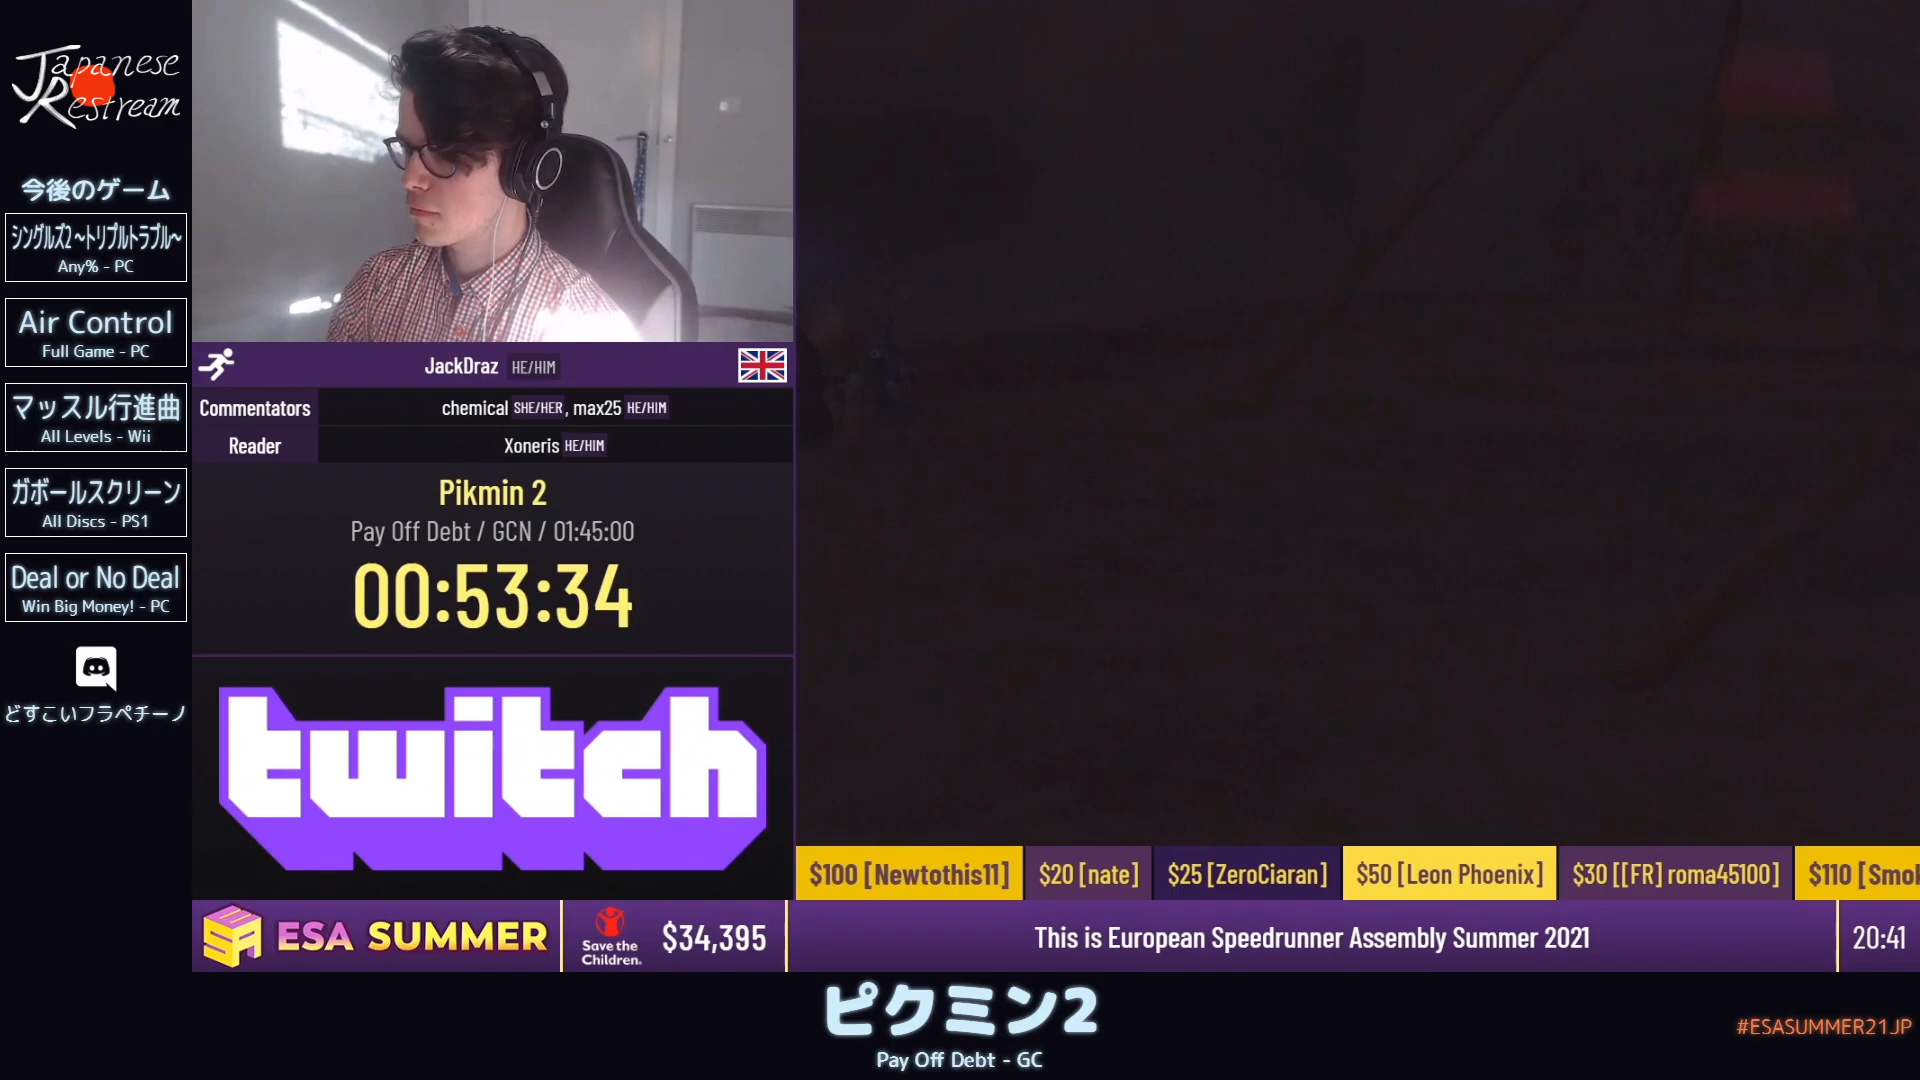 Japanese
Restream
今後のゲーム
シングルズ2～トリプルトラブル～
Any% - PC
Air Control
Full Game - PC
マッスル行進曲
All Levels - Wii
ガボールスクリーン
All Discs - PS1
Deal or No Deal
Win Big Money! - PC
どすこいフラペチーノ
JackDraz HE/HIM
Commentators chemical SHE/HER, max25 HE/HIM
Reader Xoneris HE/HIM
Pikmin 2
Pay Off Debt / GCN / 01:45:00
00:53:34
twitch
$100 [Newtothis11] $20 [nate] $25 [ZeroCiaran] $50 [Leon Phoenix] $30 [[FR] roma45100] $110 [Smo
ESA SUMMER
Save the
Children.
$34,395
This is European Speedrunner Assembly Summer 2021
20:41
ピクミン2
Pay Off Debt - GC
#ESASUMMER21JP